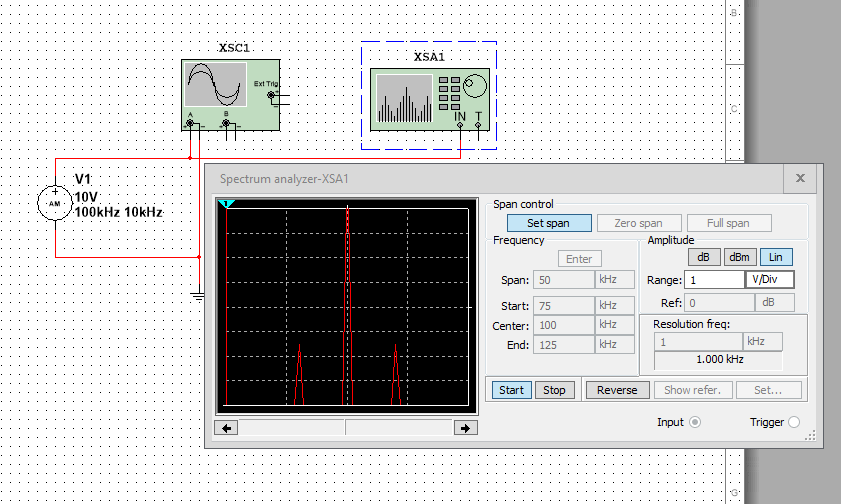 B
XSC1
XSA1
Ext Trig
+
-
A
B
+ - + -
IN T
C
V1
+
AM
10V
100kHz 10kHz
Spectrum analyzer-XSA1
x
1
Span control
Set span
Zero span
Full span
Frequency
Enter
Span: 50 kHz
Start: 75 kHz
Center: 100 kHz
End: 125 kHz
Amplitude
dB dBm Lin
Range: 1 V/Div
Ref: 0 dB
Resolution freq:
1 kHz
1.000 kHz
Start Stop Reverse Show refer. Set...
Input Trigger
G